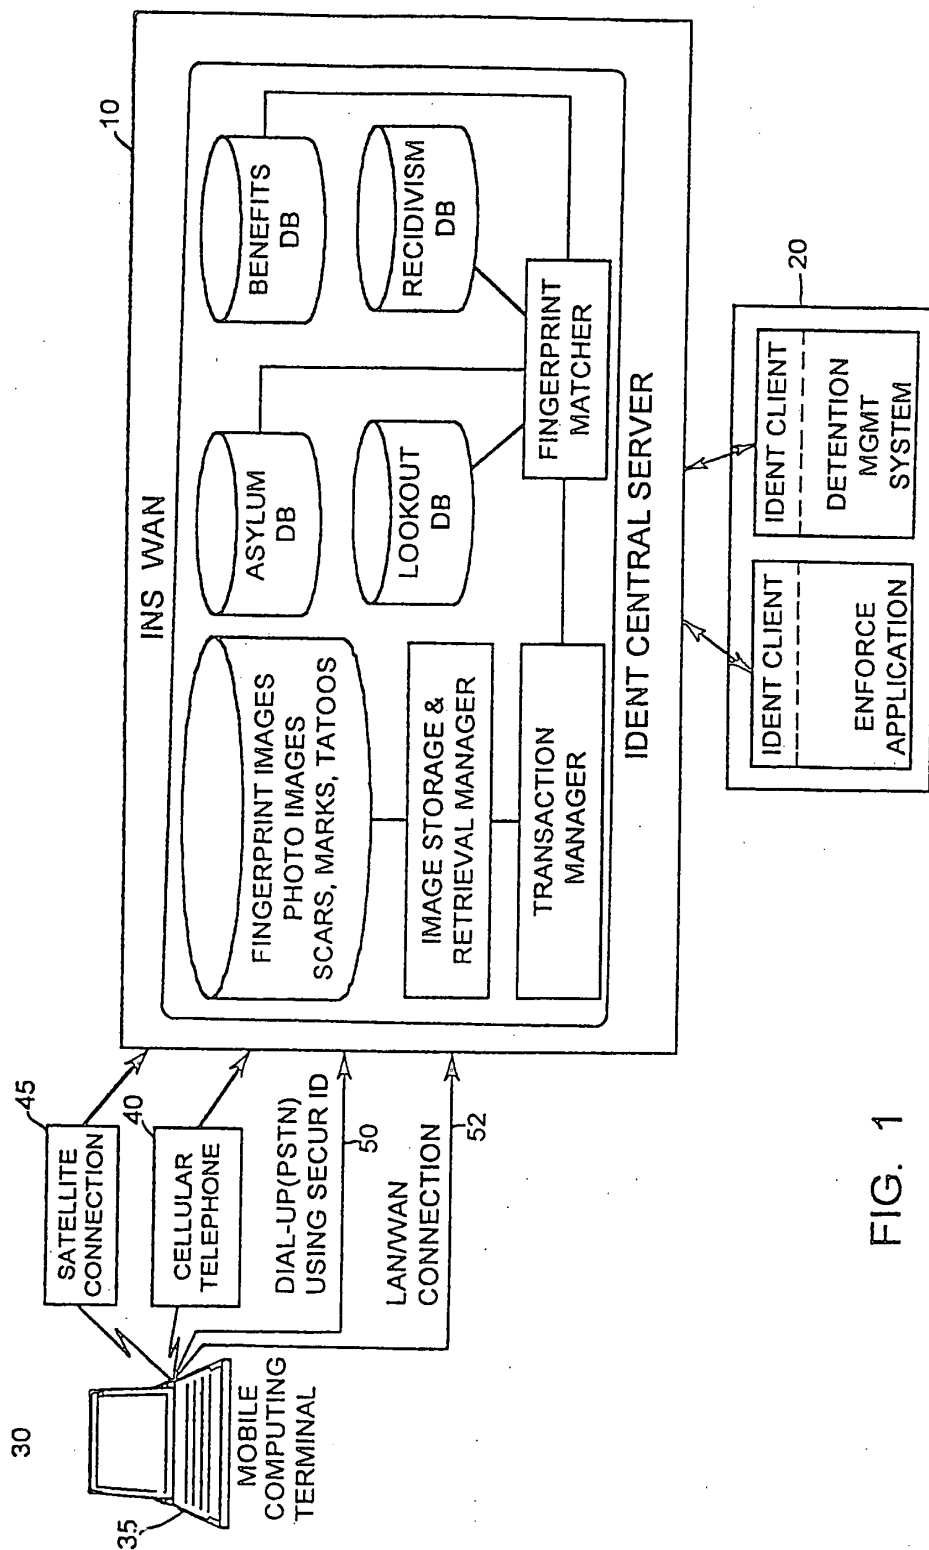 30
35
MOBILE
COMPUTING
TERMINAL
45
SATELLITE
CONNECTION
40
CELLULAR
TELEPHONE
DIAL-UP(PSTN)
USING SECUR ID
50
LAN/WAN
CONNECTION
52
10
INS WAN
FINGERPRINT IMAGES
PHOTO IMAGES
SCARS, MARKS, TATOOS
ASYLUM
DB
BENEFITS
DB
LOOKOUT
DB
RECIDIVISM
DB
IMAGE STORAGE &
RETRIEVAL MANAGER
TRANSACTION
MANAGER
FINGERPRINT
MATCHER
IDENT CENTRAL SERVER
20
IDENT CLIENT
ENFORCE
APPLICATION
IDENT CLIENT
DETENTION
MGMT
SYSTEM
FIG. 1